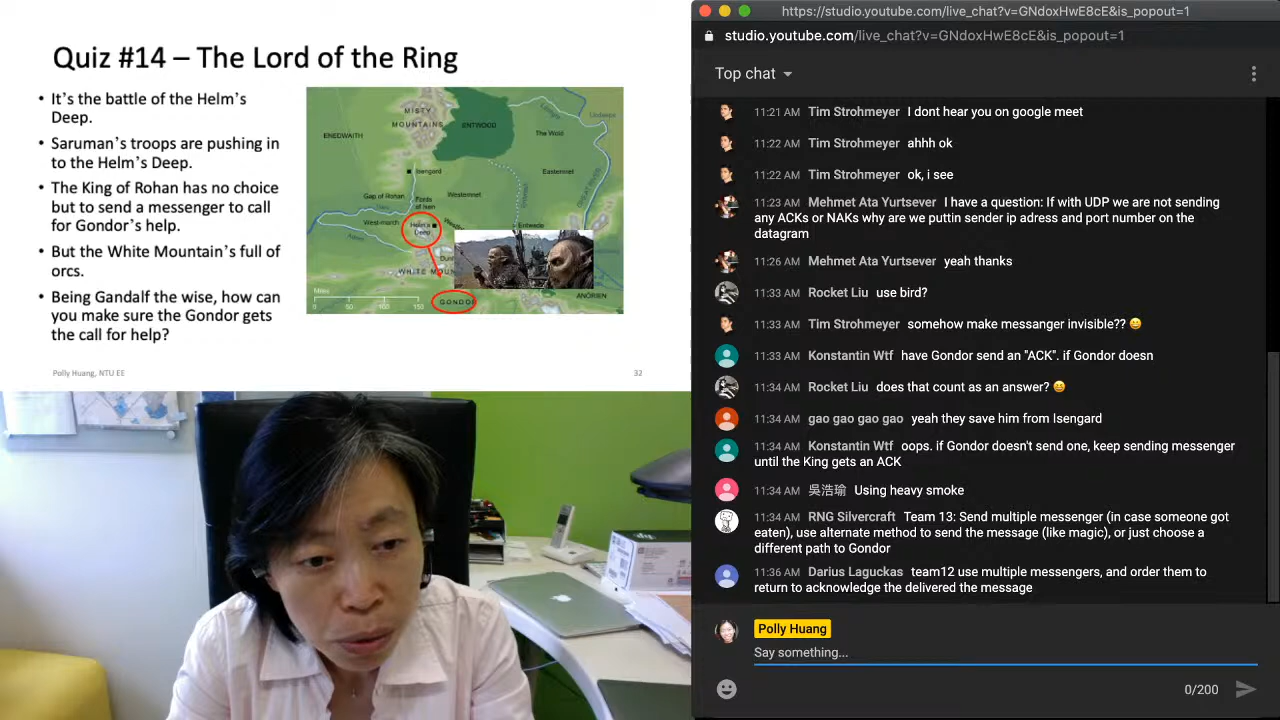 Quiz #14 – The Lord of the Ring
• It's the battle of the Helm's
Deep.
• Saruman's troops are pushing in
to the Helm's Deep.
• The King of Rohan has no choice
but to send a messenger to call
for Gondor's help.
• But the White Mountain's full of
orcs.
• Being Gandalf the wise, how can
you make sure the Gondor gets
the call for help?
MISTY
MOUNTAINS
ENTWOOD
ENEDWAITH
The Wold
Isengard
Eastemnet
Gap of Rohan
Fords
of Isen
Westemnet
West-march
Helm's
Deep
Entwade
WHITE MOUN
ANÓRIEN
Miles
0 50 100 150
GONDOR
Polly Huang, NTU EE
32
https://studio.youtube.com/live_chat?v=GNdoxHwE8cE&is_popout=1
studio.youtube.com/live_chat?v=GNdoxHwE8cE&is_popout=1
Top chat
11:21 AM Tim Strohmeyer I dont hear you on google meet
11:22 AM Tim Strohmeyer ahhh ok
11:22 AM Tim Strohmeyer ok, i see
11:23 AM Mehmet Ata Yurtsever I have a question: If with UDP we are not sending
any ACKs or NAKs why are we puttin sender ip adress and port number on the
datagram
11:26 AM Mehmet Ata Yurtsever yeah thanks
11:33 AM Rocket Liu use bird?
11:33 AM Tim Strohmeyer somehow make messanger invisible?? 😀
11:33 AM Konstantin Wtf have Gondor send an "ACK". if Gondor doesn
11:34 AM Rocket Liu does that count as an answer? 😆
11:34 AM gao gao gao gao yeah they save him from Isengard
11:34 AM Konstantin Wtf oops. if Gondor doesn't send one, keep sending messenger
until the King gets an ACK
11:34 AM 吳浩瑜 Using heavy smoke
11:34 AM RNG Silvercraft Team 13: Send multiple messenger (in case someone got
eaten), use alternate method to send the message (like magic), or just choose a
different path to Gondor
11:36 AM Darius Laguckas team12 use multiple messengers, and order them to
return to acknowledge the delivered the message
Polly Huang
Say something...
0/200